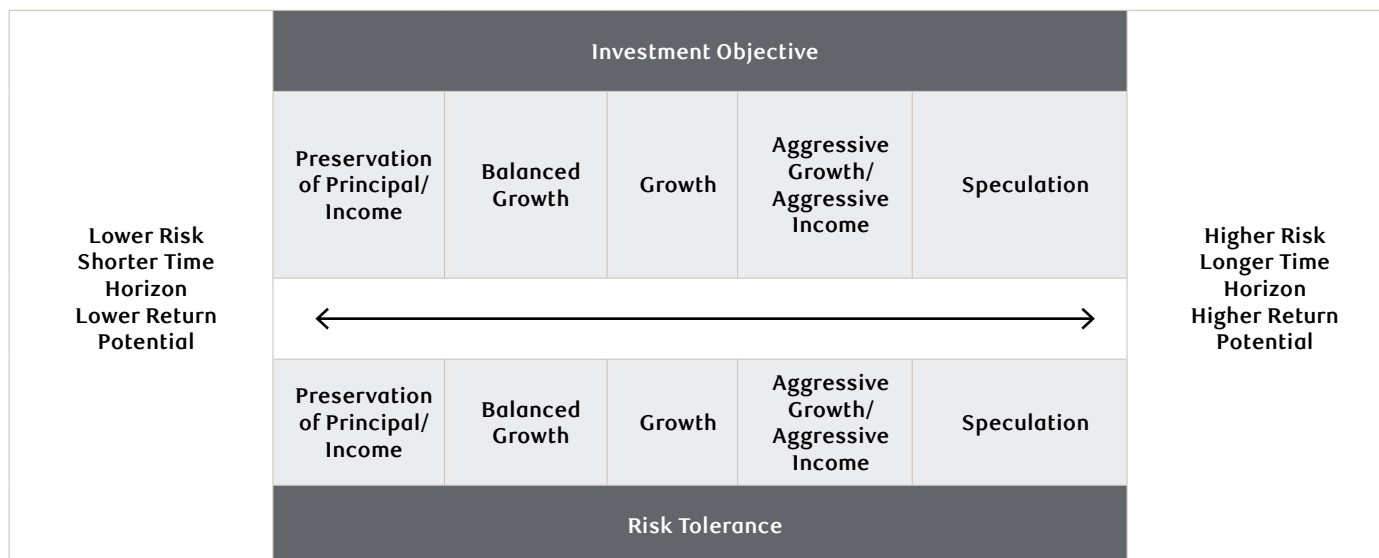 Investment Objective
Lower Risk
Shorter Time
Horizon
Lower Return
Potential
Preservation
of Principal/
Income
Balanced
Growth
Growth
Aggressive
Growth/
Aggressive
Income
Speculation
Higher Risk
Longer Time
Horizon
Higher Return
Potential
Preservation
of Principal/
Income
Balanced
Growth
Growth
Aggressive
Growth/
Aggressive
Income
Speculation
Risk Tolerance